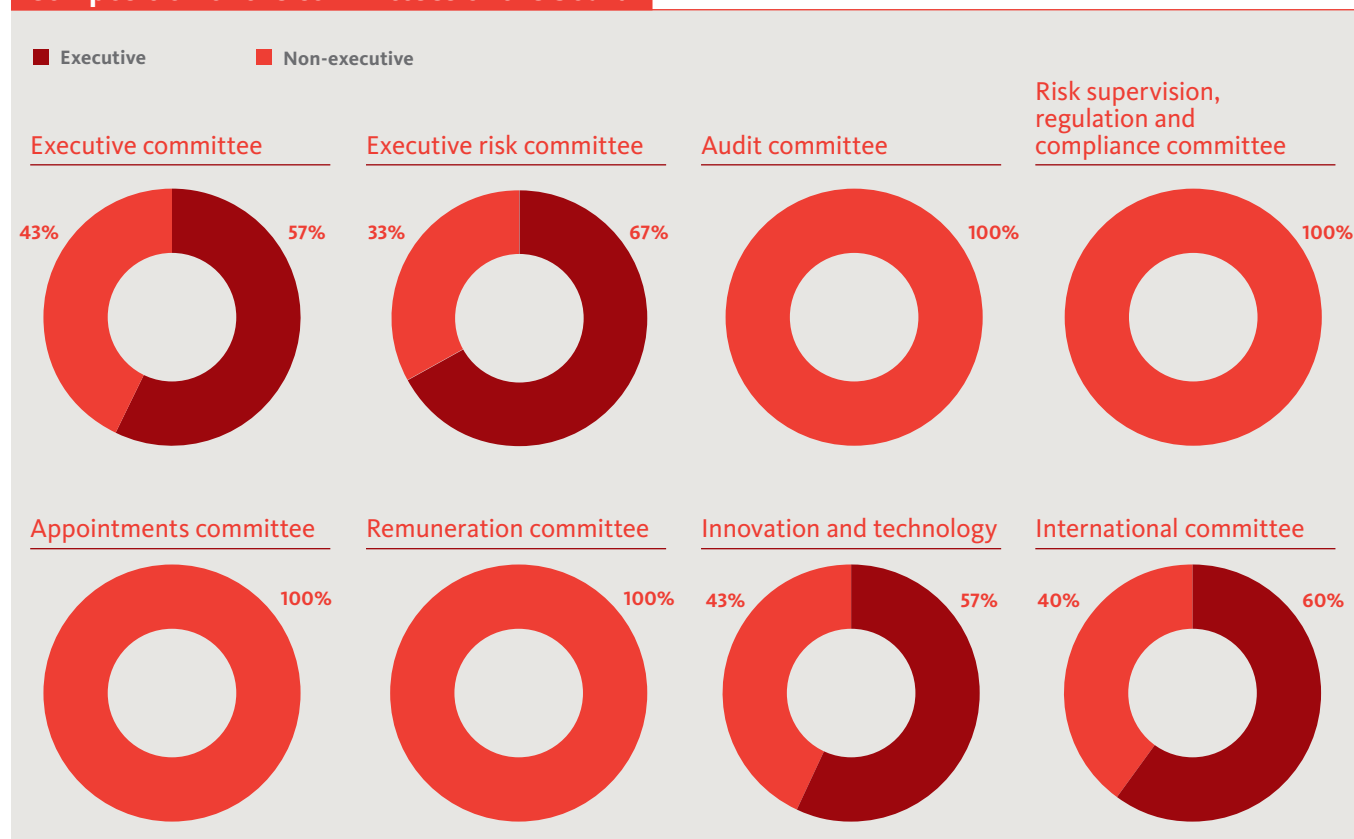 Executive
Non-executive
Executive committee
43%
57%
Executive risk committee
33%
67%
Audit committee
100%
Risk supervision,
regulation and
compliance committee
100%
Appointments committee
100%
Remuneration committee
100%
Innovation and technology
43%
57%
International committee
40%
60%